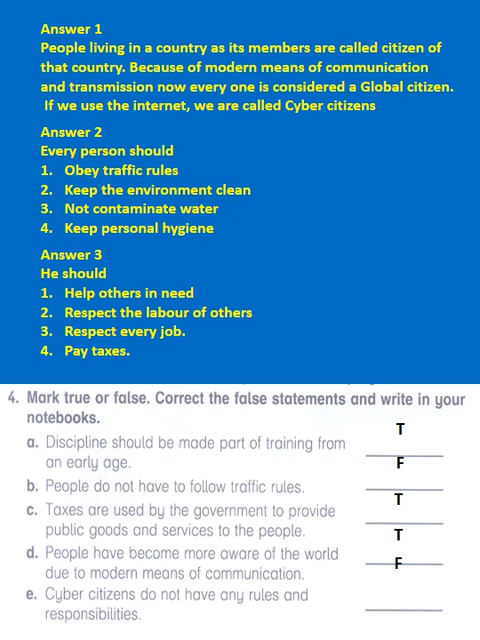 Answer 1
People living in a country as its members are called citizen of
that country. Because of modern means of communication
and transmission now every one is considered a Global citizen.
If we use the internet, we are called Cyber citizens
Answer 2
Every person should
1. Obey traffic rules
2. Keep the environment clean
3. Not contaminate water
4. Keep personal hygiene
Answer 3
He should
1. Help others in need
2. Respect the labour of others
3. Respect every job.
4. Pay taxes.
4. Mark true or false. Correct the false statements and write in your
notebooks.
T
a. Discipline should be made part of training from
an early age.
F
b. People do not have to follow traffic rules.
T
c. Taxes are used by the government to provide
public goods and services to the people.
T
d. People have become more aware of the world
due to modern means of communication.
F
e. Cyber citizens do not have any rules and
responsibilities.